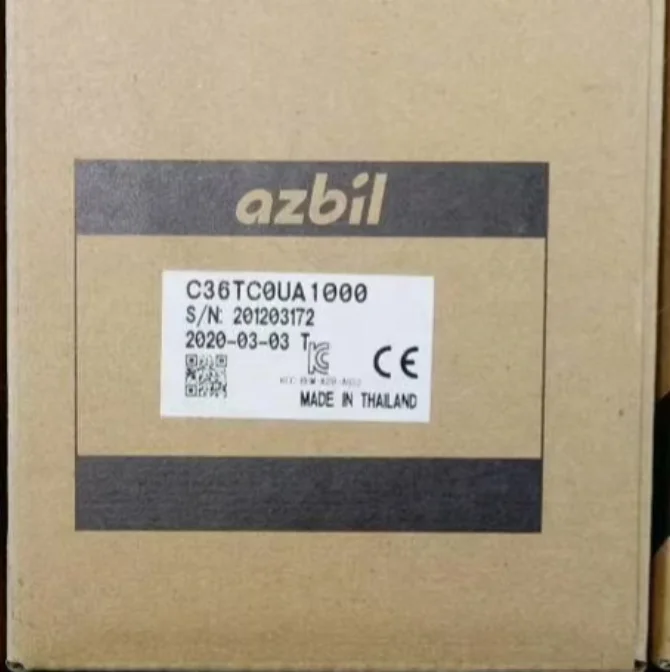 azbil
C36TC0UA1000
S/N: 201203172
2020-03-03 T
CE
MADE IN THAILAND